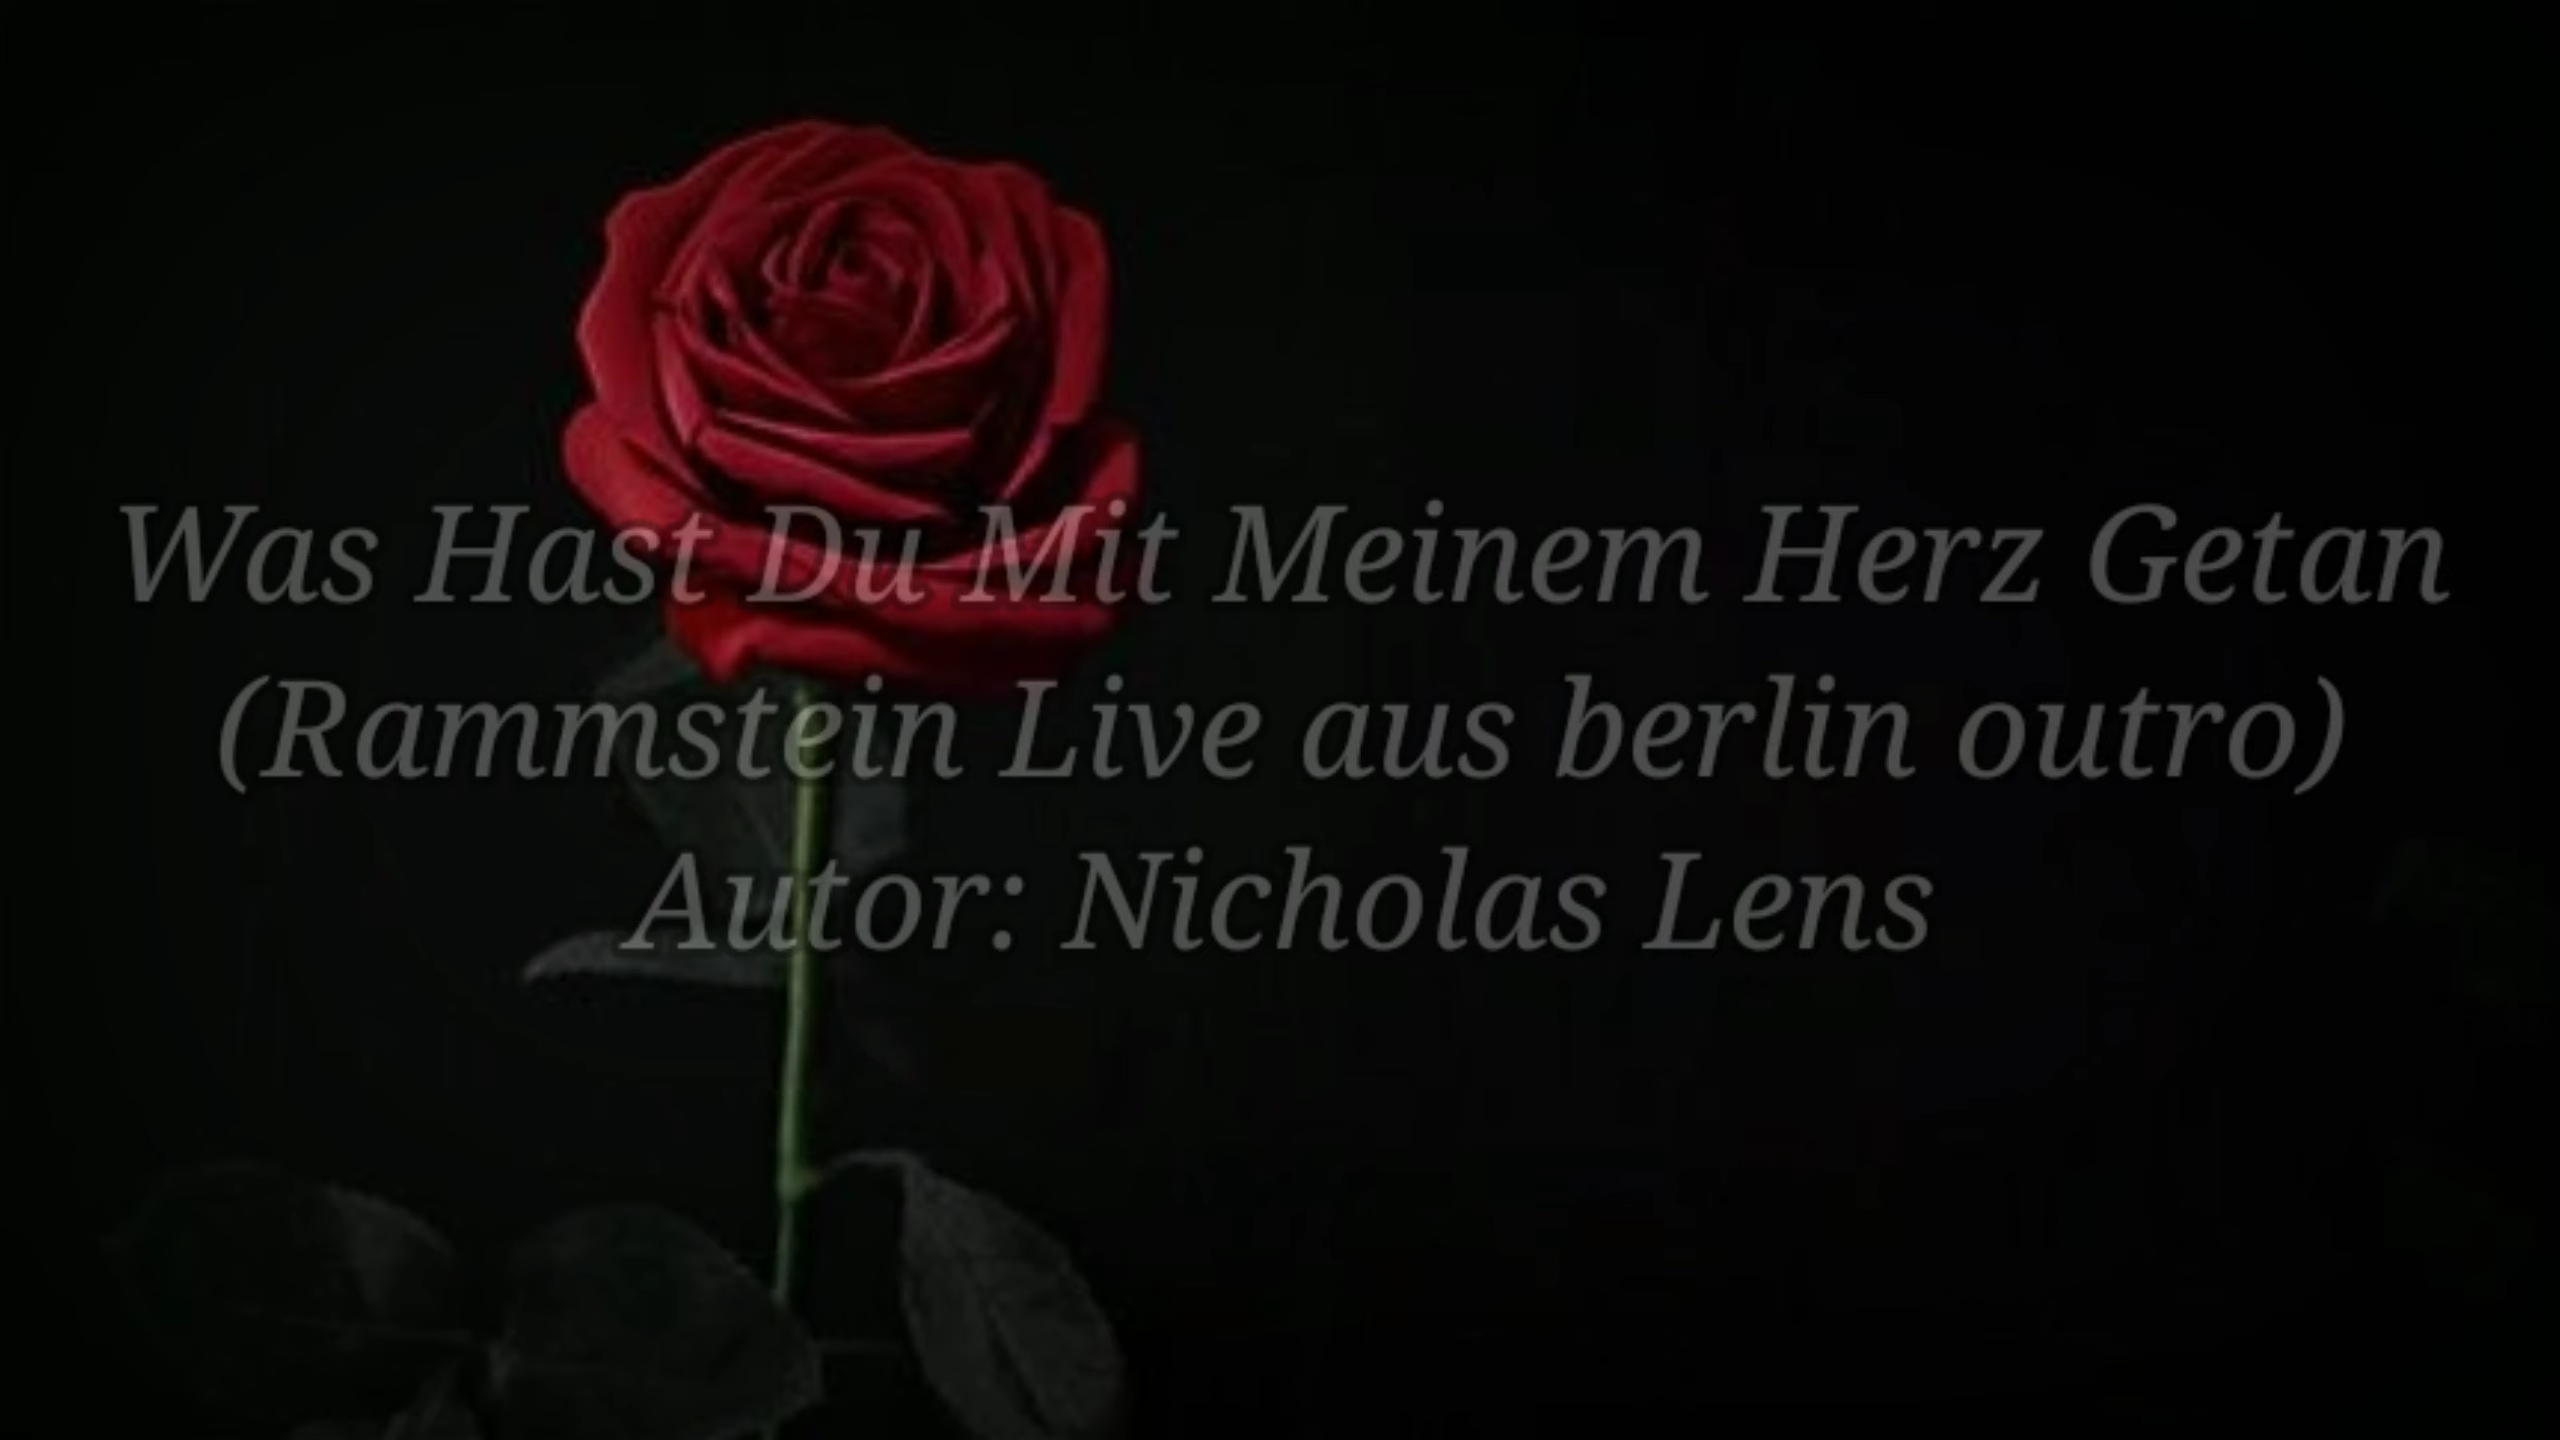 Was Hast Du Mit Meinem Herz Getan
(Rammstein Live aus berlin outro)
Autor: Nicholas Lens